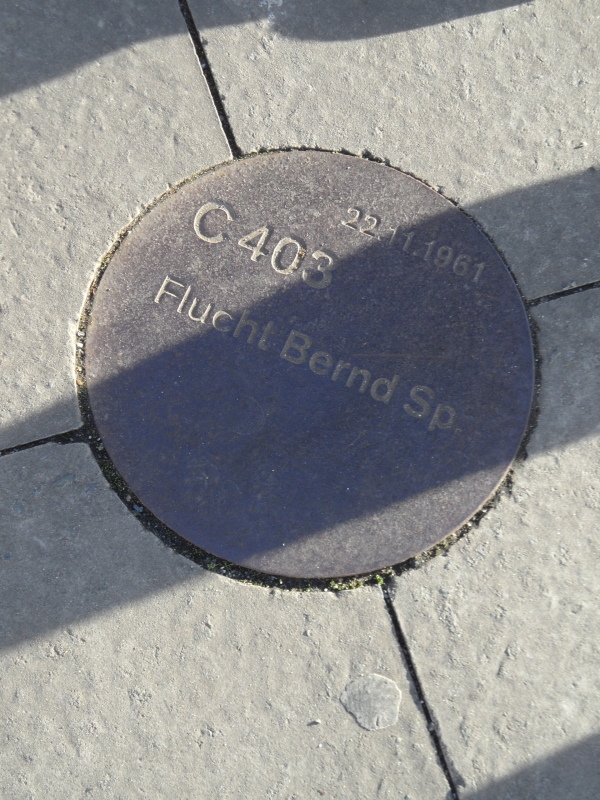 C 403 22.11.1961
Flucht Bernd Sp.